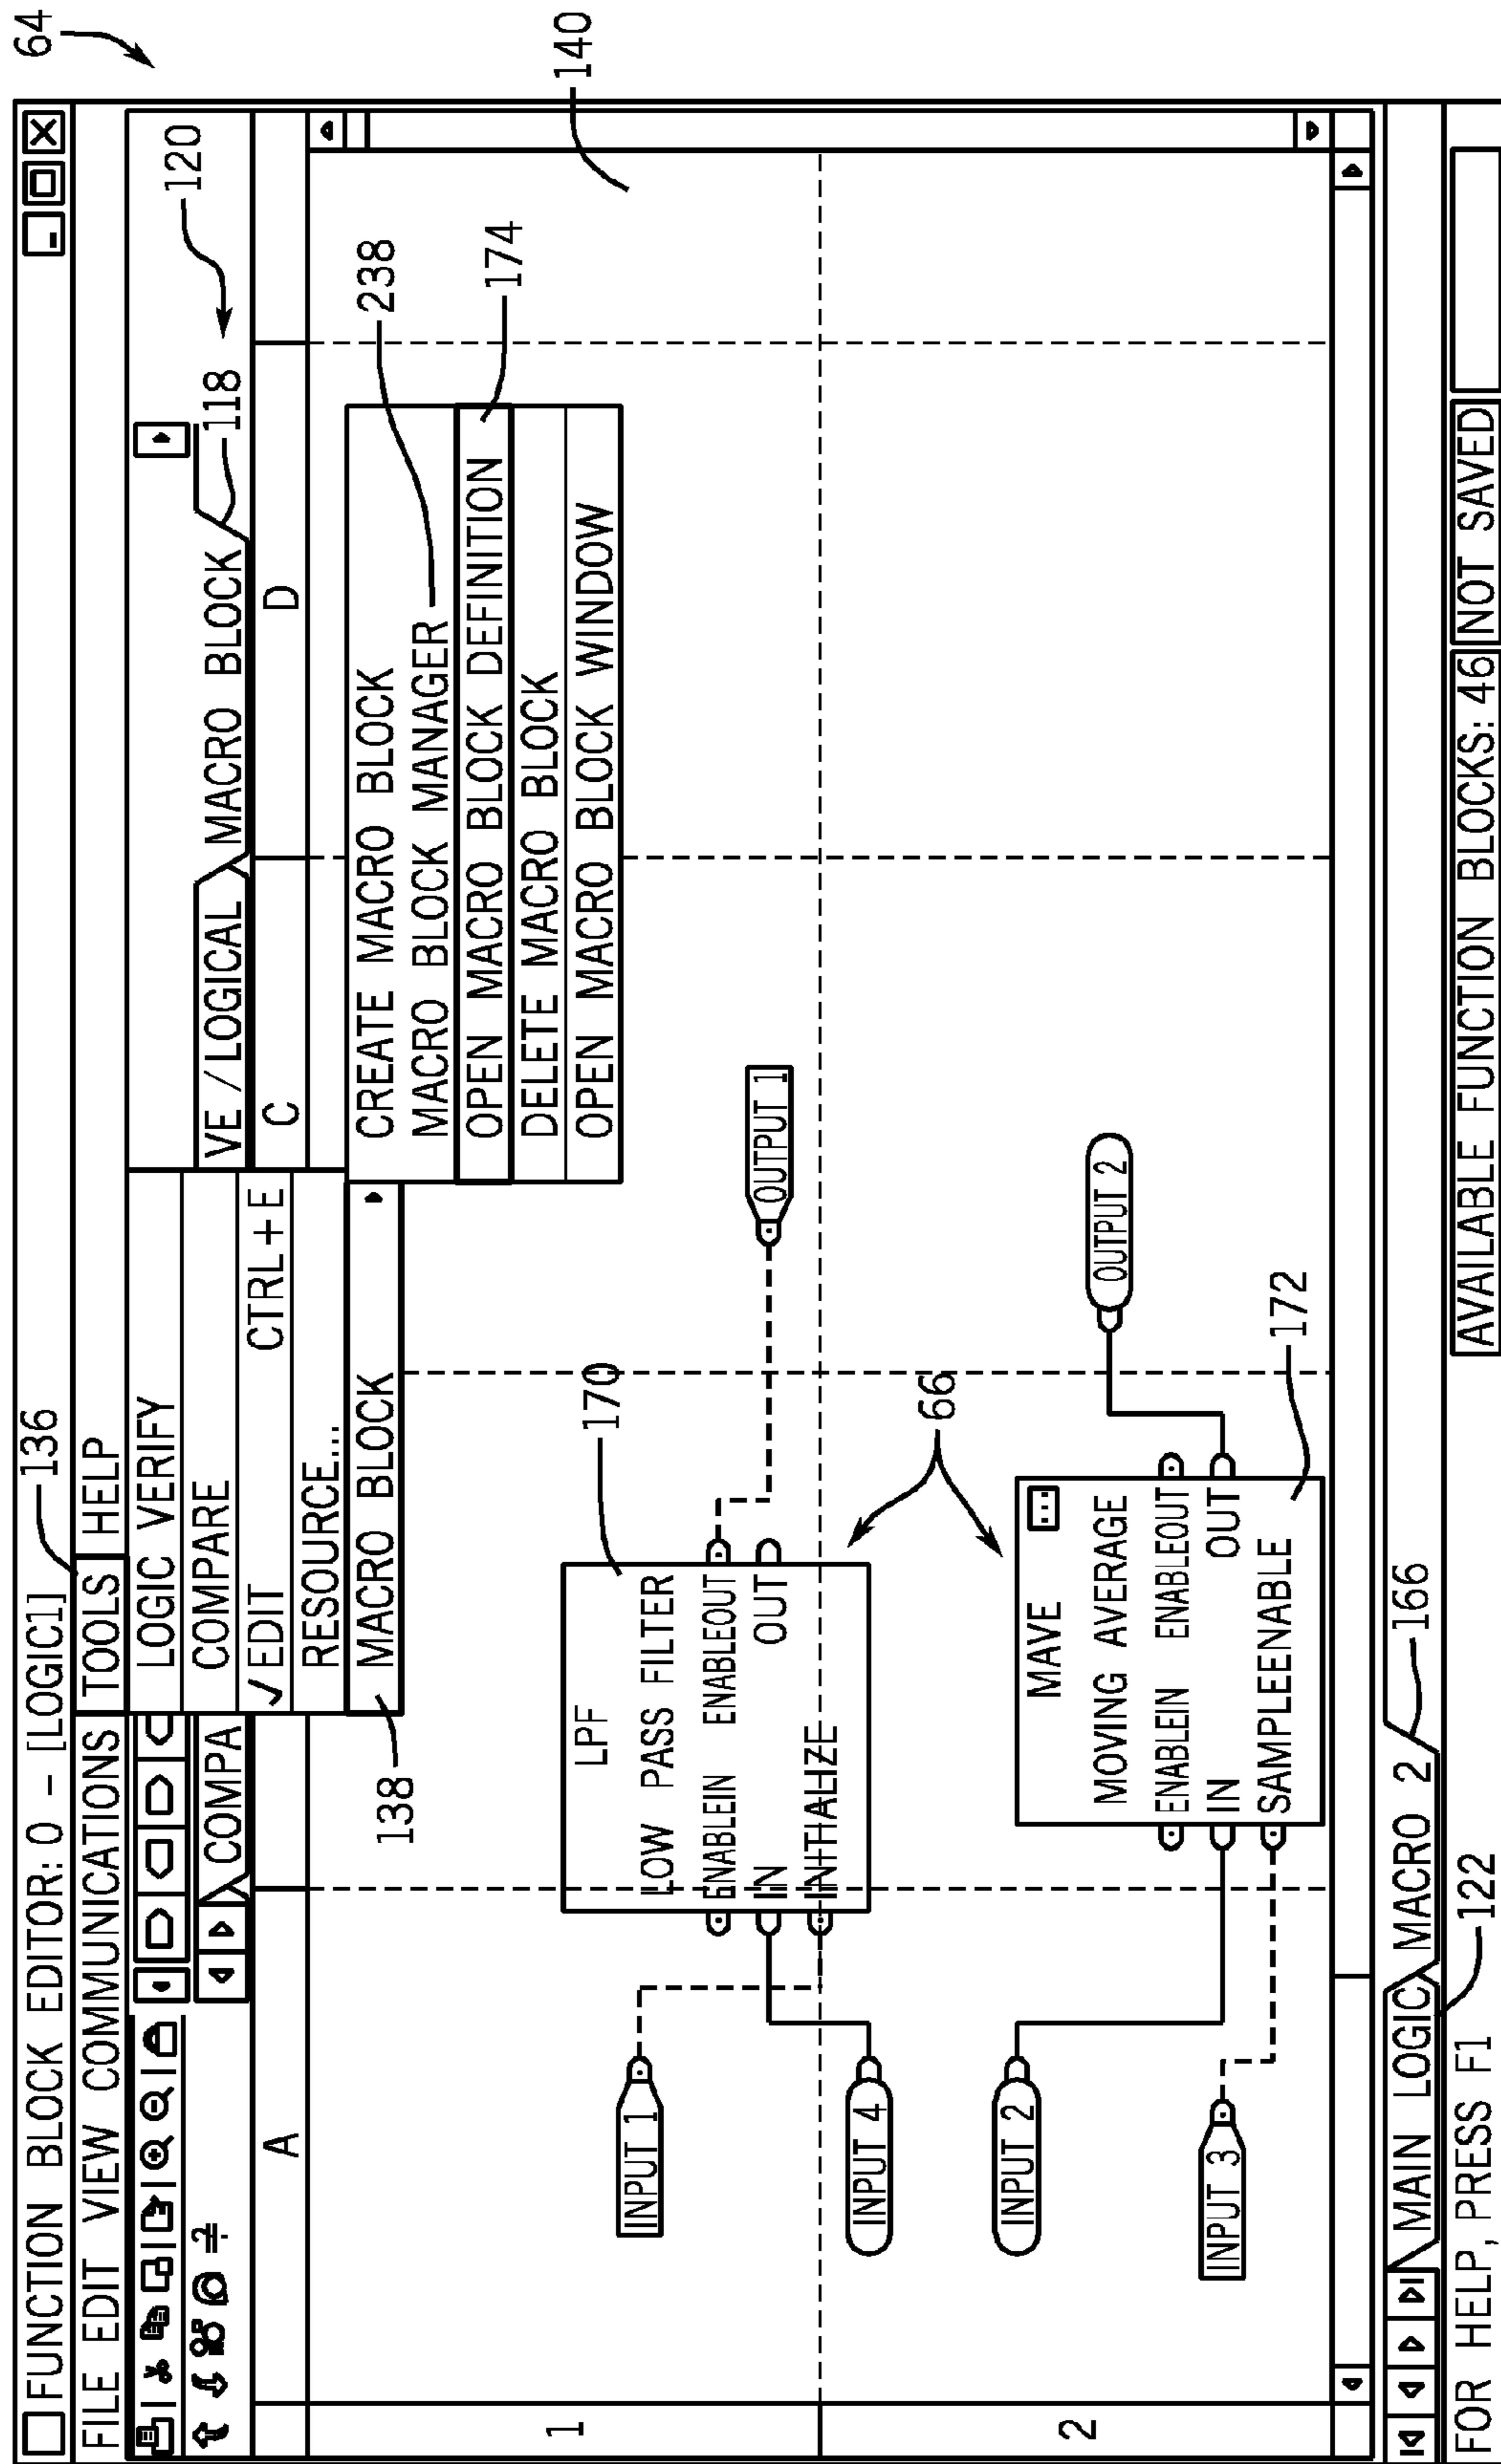 64
FUNCTION BLOCK EDITOR: 0 – [LOGIC1]
136
FILE EDIT VIEW COMMUNICATIONS TOOLS HELP
LOGIC VERIFY
COMPARE
✓EDIT CTRL+E
RESOURCE...
MACRO BLOCK
138
COMPA
VE/LOGICAL
MACRO BLOCK
118
120
A
C
D
CREATE MACRO BLOCK
MACRO BLOCK MANAGER
238
OPEN MACRO BLOCK DEFINITION
174
DELETE MACRO BLOCK
OPEN MACRO BLOCK WINDOW
140
1
2
INPUT 1
INPUT 4
INPUT 2
INPUT 3
LPF
LOW PASS FILTER
ENABLEIN ENABLEOUT
IN OUT
INITIALIZE
170
OUTPUT 1
66
MAVE
MOVING AVERAGE
ENABLEIN ENABLEOUT
IN OUT
SAMPLEENABLE
172
OUTPUT 2
MAIN LOGIC MACRO 2
166
122
FOR HELP, PRESS F1
AVAILABLE FUNCTION BLOCKS: 46
NOT SAVED